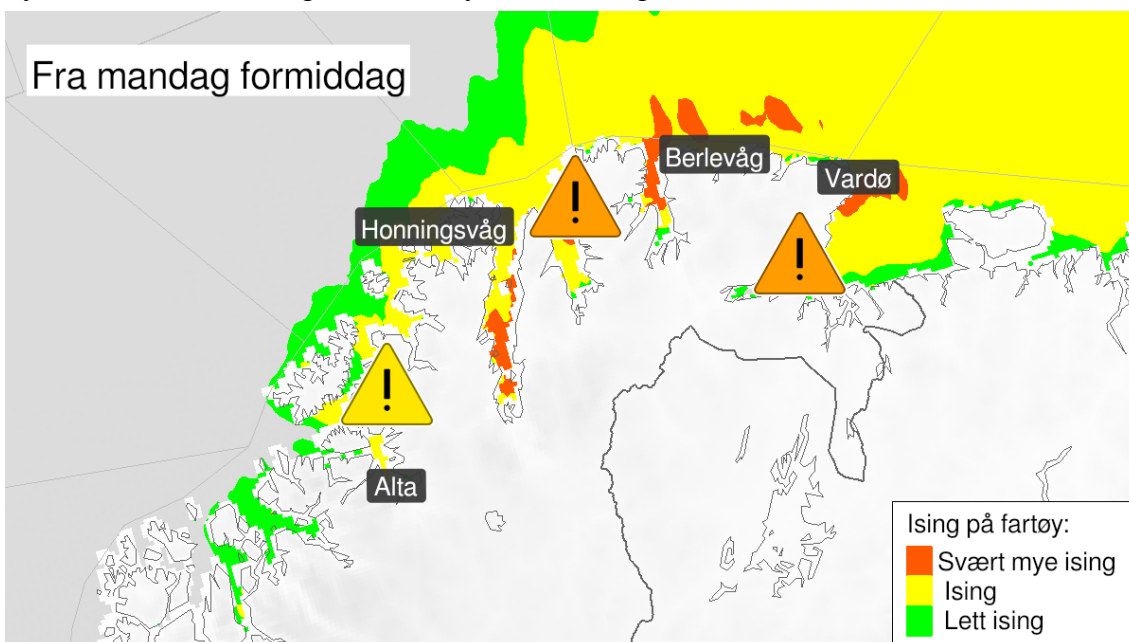 Fra mandag formiddag
Berlevåg
Vardø
Honningsvåg
Alta
Ising på fartøy:
Svært mye ising
Ising
Lett ising